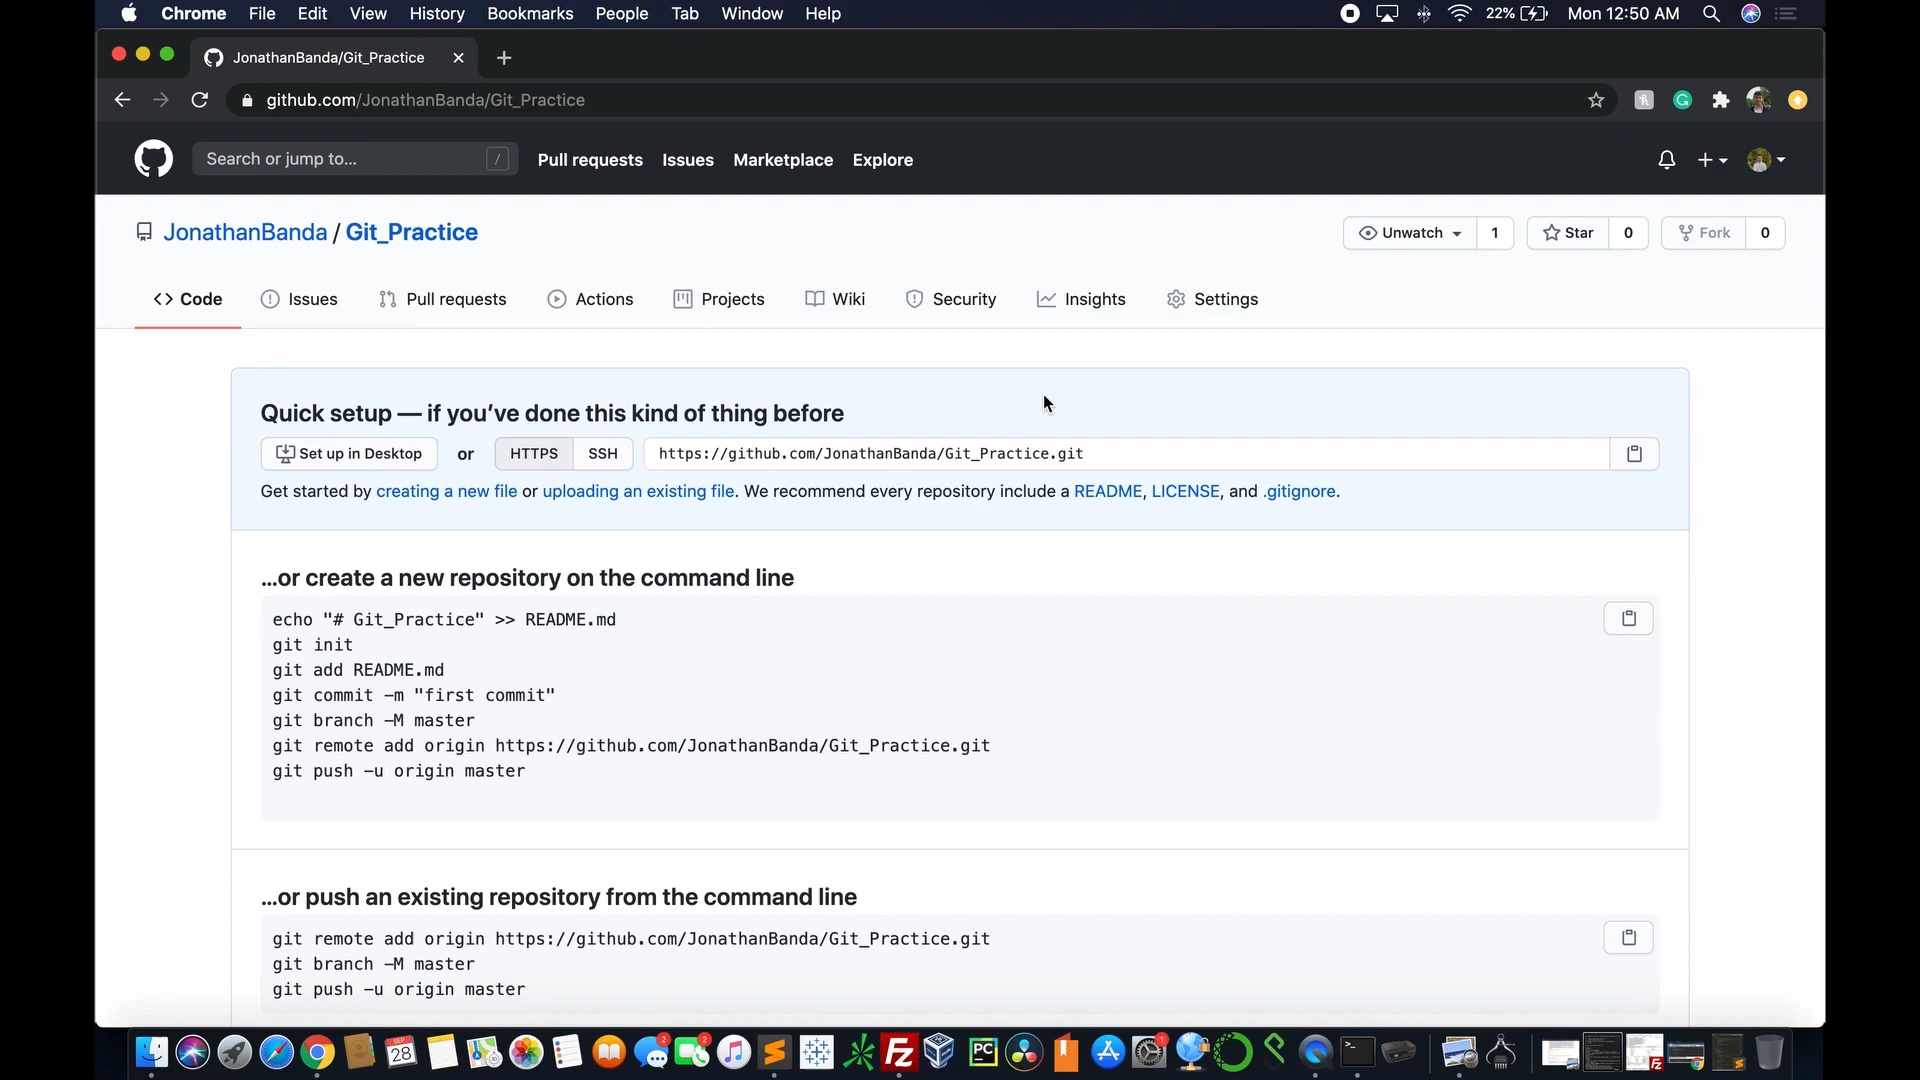 Chrome File Edit View History Bookmarks People Tab Window Help
22% Mon 12:50 AM
JonathanBanda/Git_Practice
github.com/JonathanBanda/Git_Practice
Search or jump to... /
Pull requests Issues Marketplace Explore
JonathanBanda / Git_Practice
Unwatch 1 Star 0 Fork 0
Code Issues Pull requests Actions Projects Wiki Security Insights Settings
Quick setup — if you've done this kind of thing before
Set up in Desktop or HTTPS SSH https://github.com/JonathanBanda/Git_Practice.git
Get started by creating a new file or uploading an existing file. We recommend every repository include a README, LICENSE, and .gitignore.
...or create a new repository on the command line
echo "# Git_Practice" >> README.md
git init
git add README.md
git commit -m "first commit"
git branch -M master
git remote add origin https://github.com/JonathanBanda/Git_Practice.git
git push -u origin master
...or push an existing repository from the command line
git remote add origin https://github.com/JonathanBanda/Git_Practice.git
git branch -M master
git push -u origin master
28 2 2 Fz PC 1